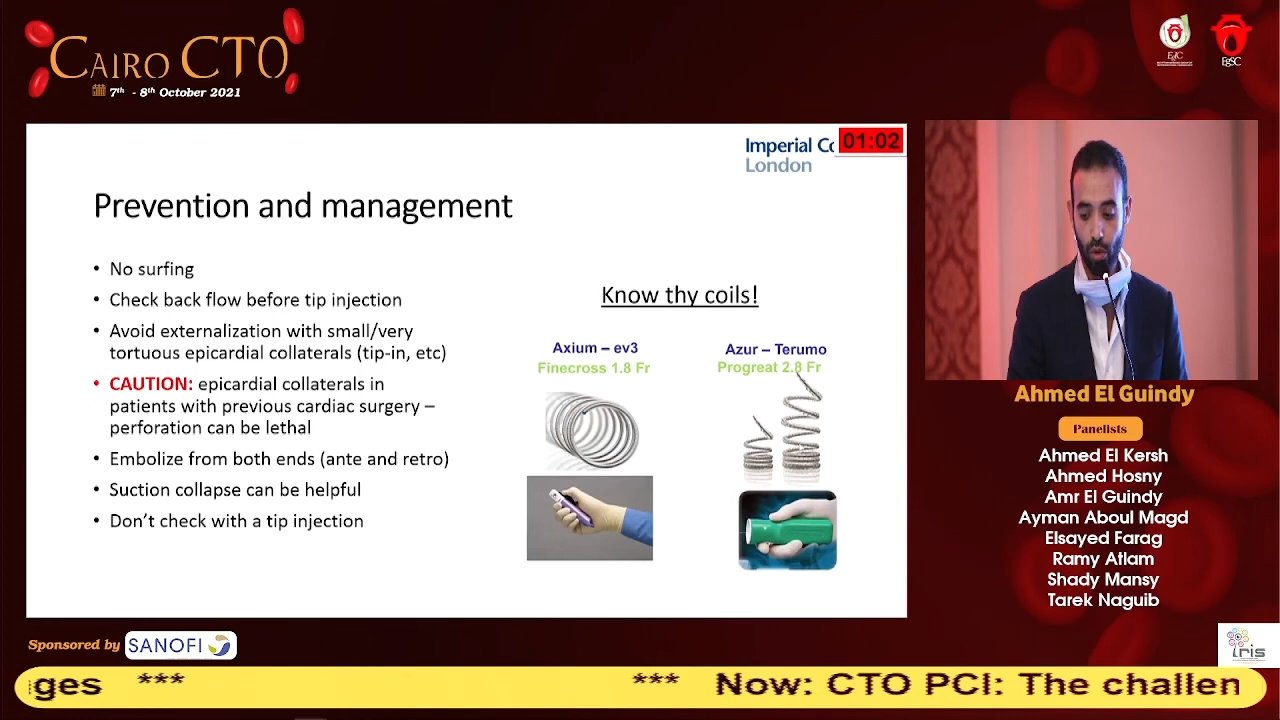 CAIRO CTO
7th - 8th October 2021
EgSC
Imperial Co
London
01:02
Prevention and management
• No surfing
• Check back flow before tip injection
• Avoid externalization with small/very
tortuous epicardial collaterals (tip-in, etc)
• CAUTION: epicardial collaterals in
patients with previous cardiac surgery –
perforation can be lethal
• Embolize from both ends (ante and retro)
• Suction collapse can be helpful
• Don't check with a tip injection
Know thy coils!
Axium – ev3
Finecross 1.8 Fr
Azur – Terumo
Progreat 2.8 Fr
Ahmed El Guindy
Panelists
Ahmed El Kersh
Ahmed Hosny
Amr El Guindy
Ayman Aboul Magd
Elsayed Farag
Ramy Atlam
Shady Mansy
Tarek Naguib
Sponsored by SANOFI
iris
ges *** *** Now: CTO PCI: The challen